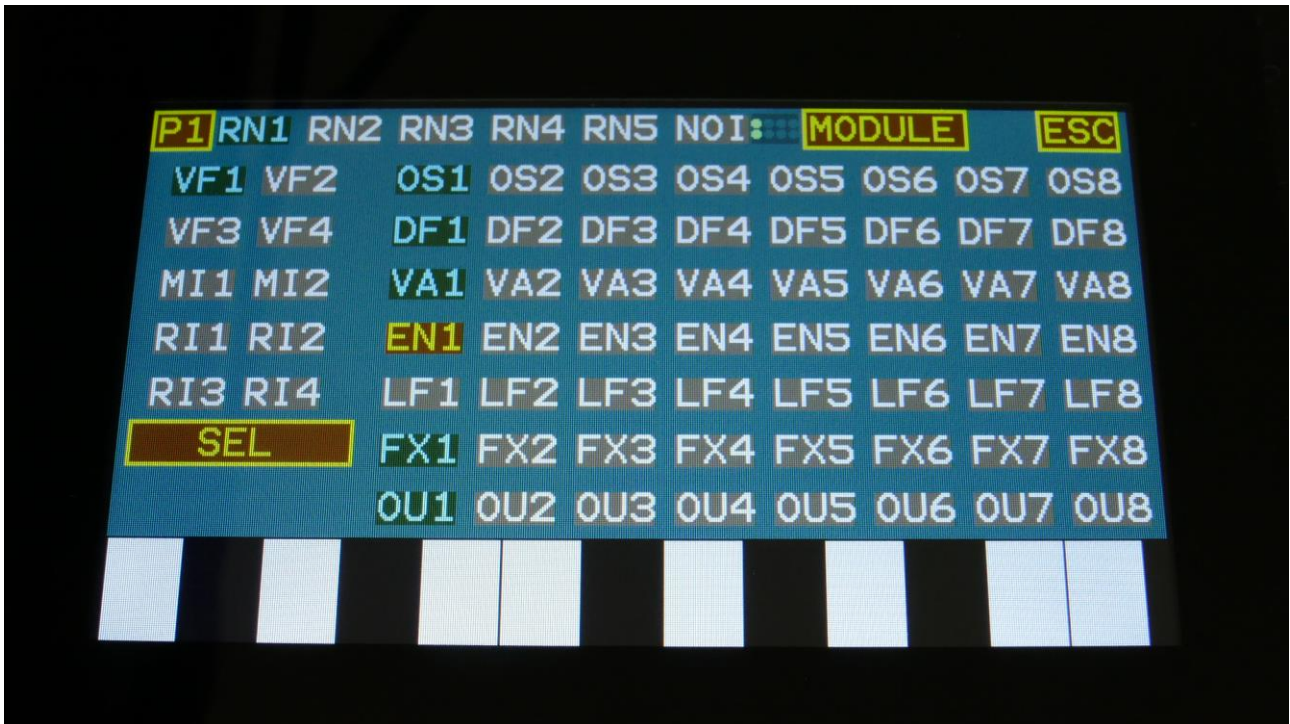 P1 RN1 RN2 RN3 RN4 RN5 NOI MODULE ESC
VF1 VF2 OS1 OS2 OS3 OS4 OS5 OS6 OS7 OS8
VF3 VF4 DF1 DF2 DF3 DF4 DF5 DF6 DF7 DF8
MI1 MI2 VA1 VA2 VA3 VA4 VA5 VA6 VA7 VA8
RI1 RI2 EN1 EN2 EN3 EN4 EN5 EN6 EN7 EN8
RI3 RI4 LF1 LF2 LF3 LF4 LF5 LF6 LF7 LF8
SEL FX1 FX2 FX3 FX4 FX5 FX6 FX7 FX8
OU1 OU2 OU3 OU4 OU5 OU6 OU7 OU8